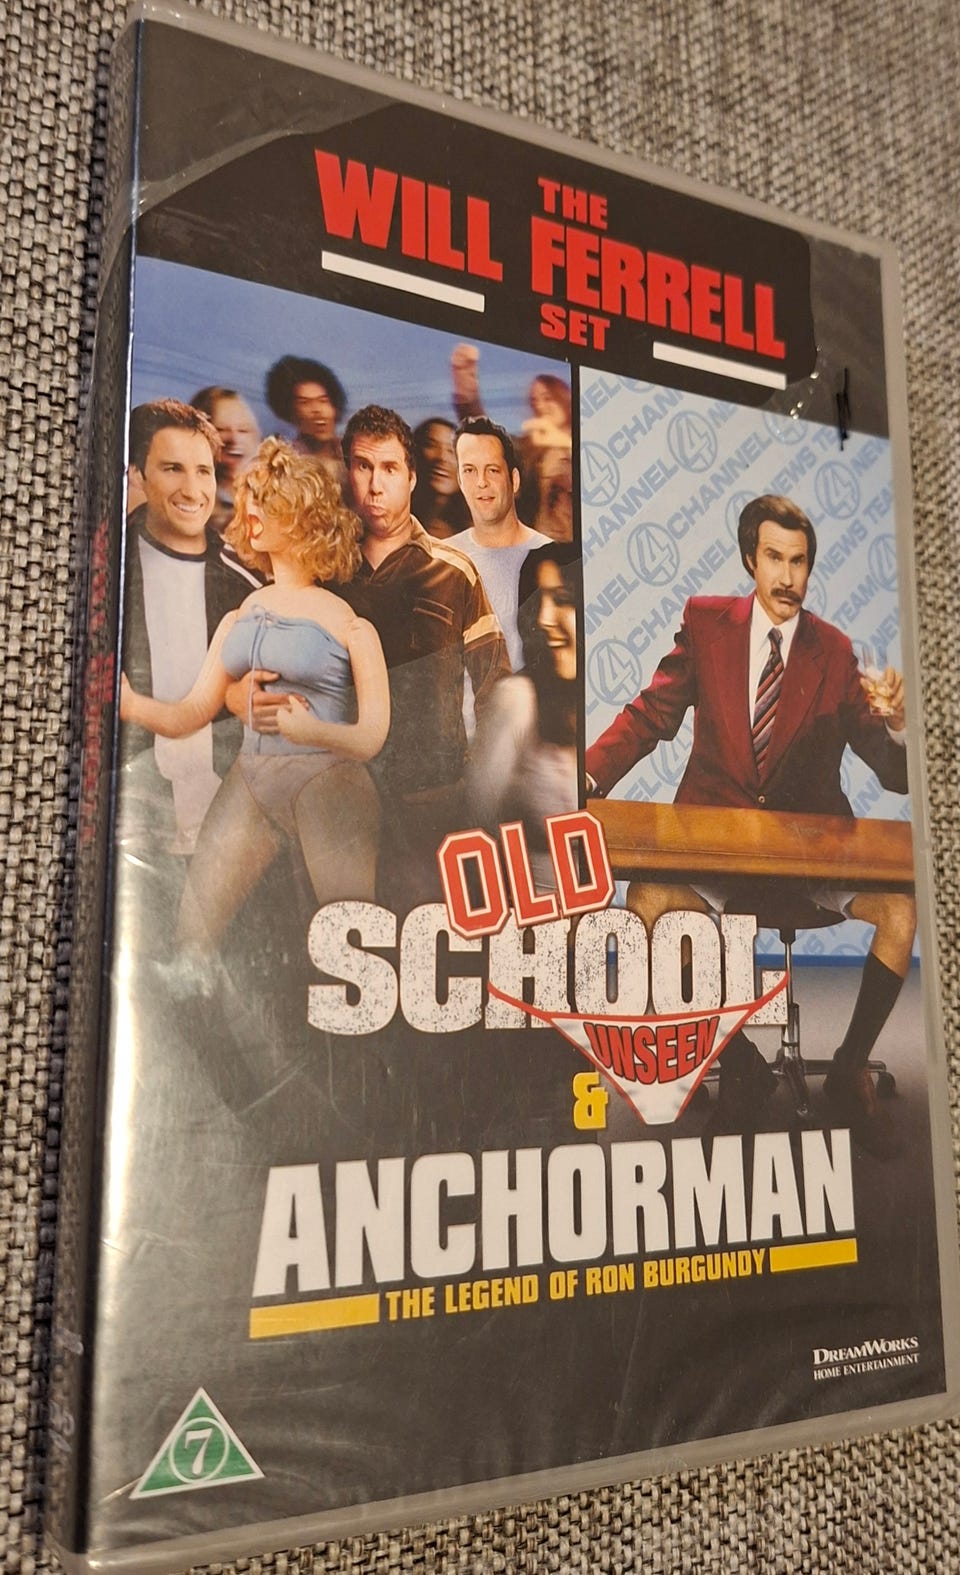 THE
WILL FERRELL
SET
CHANNEL 4 NEWS TEAM
OLD
SCHOOL
UNSEEN
&
ANCHORMAN
THE LEGEND OF RON BURGUNDY
DREAMWORKS
HOME ENTERTAINMENT
7